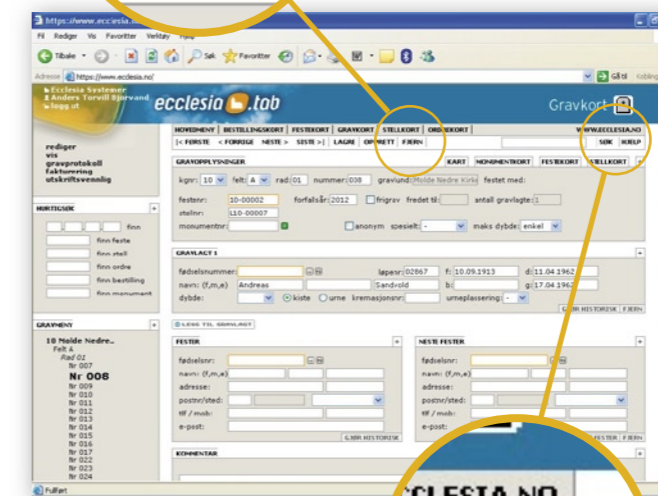 https://www.ecclesia.n
Fil Rediger Vis Favoritter Verktøy Hjelp
Tilbake Søk Favoritter
Adresse https://www.ecclesia.no/ Gå til Koblinger
Ecclesia Systemer
Anders Torvill Bjorvand
logg ut
ecclesia .tab
Gravkort
HOVEDMENY BESTILLINGSKORT FESTEKORT GRAVKORT STELLKORT ORDREKORT WWW.ECCLESIA.NO
|< FØRSTE < FORRIGE NESTE > SISTE >| LAGRE OPPRETT FJERN SØK HJELP
rediger
vis
gravprotokoll
fakturering
utskriftsvennlig
HURTIGSØK +
finn
finn feste
finn stell
finn ordre
finn bestilling
finn monument
GRAVMENY +
10 Molde Nedre..
Felt A
Rad 01
Nr 007
Nr 008
Nr 009
Nr 010
Nr 011
Nr 012
Nr 013
Nr 014
Nr 015
Nr 016
Nr 017
Nr 022
Nr 023
Nr 024
GRAVOPPLYSNINGER KART MONUMENTKORT FESTEKORT STELLKORT
kgnr: 10 felt: A rad: 01 nummer: 008 gravlund: Molde Nedre Kirke festet med:
festenr: 10-00002 forfallsår: 2012 frigrav fredet til: antall gravlagte: 1
stellnr: L10-00007
monumentnr: anonym spesielt: - maks dybde: enkel
GRAVLAGT 1 +
fødselsnummer: løpenr: 02867 f: 10.09.1913 d: 11.04.1962
navn: (f,m,e) Andreas Sandvold b: g: 17.04.1962
dybde: kiste urne kremasjonsnr: urneplassering: -
GJØR HISTORISK FJERN
LEGG TIL GRAVLAGT
FESTER +
fødselsnr:
navn: (f,m,e)
adresse:
postnr/sted:
tlf / mob:
e-post:
GJØR HISTORISK
NESTE FESTER +
fødselsnr:
navn: (f,m,e)
adresse:
postnr/sted:
tlf / mob:
e-post:
FESTER FJERN
KOMMENTAR +
Fullført
CCLESIA.NO